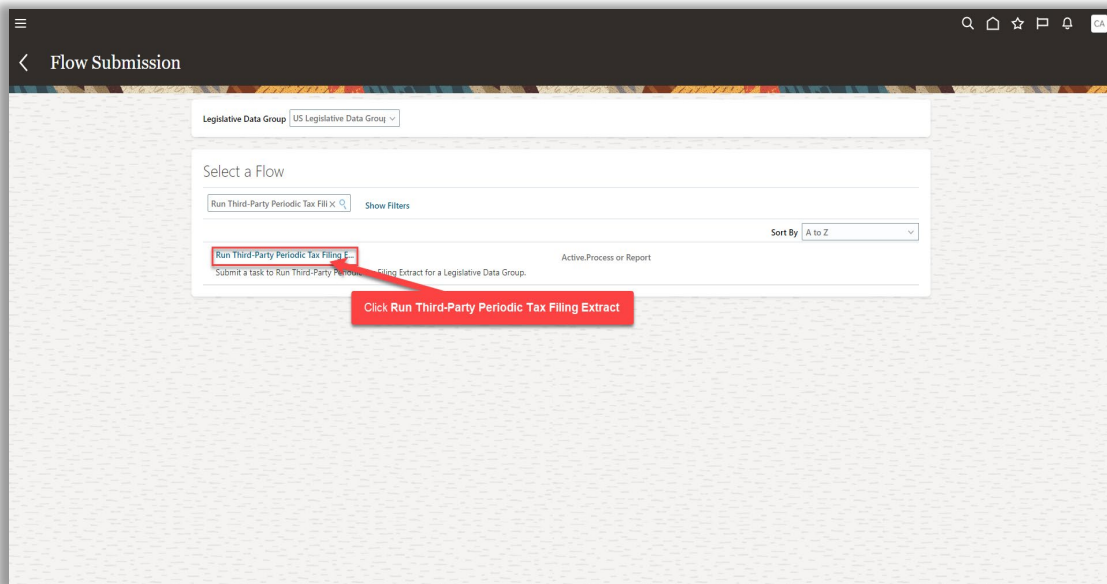 CA
Flow Submission
Legislative Data Group US Legislative Data Grou
Select a Flow
Run Third-Party Periodic Tax Fili X
Show Filters
Sort By A to Z
Run Third-Party Periodic Tax Filing E...
Active.Process or Report
Submit a task to Run Third-Party Filing Extract for a Legislative Data Group.
Click Run Third-Party Periodic Tax Filing Extract